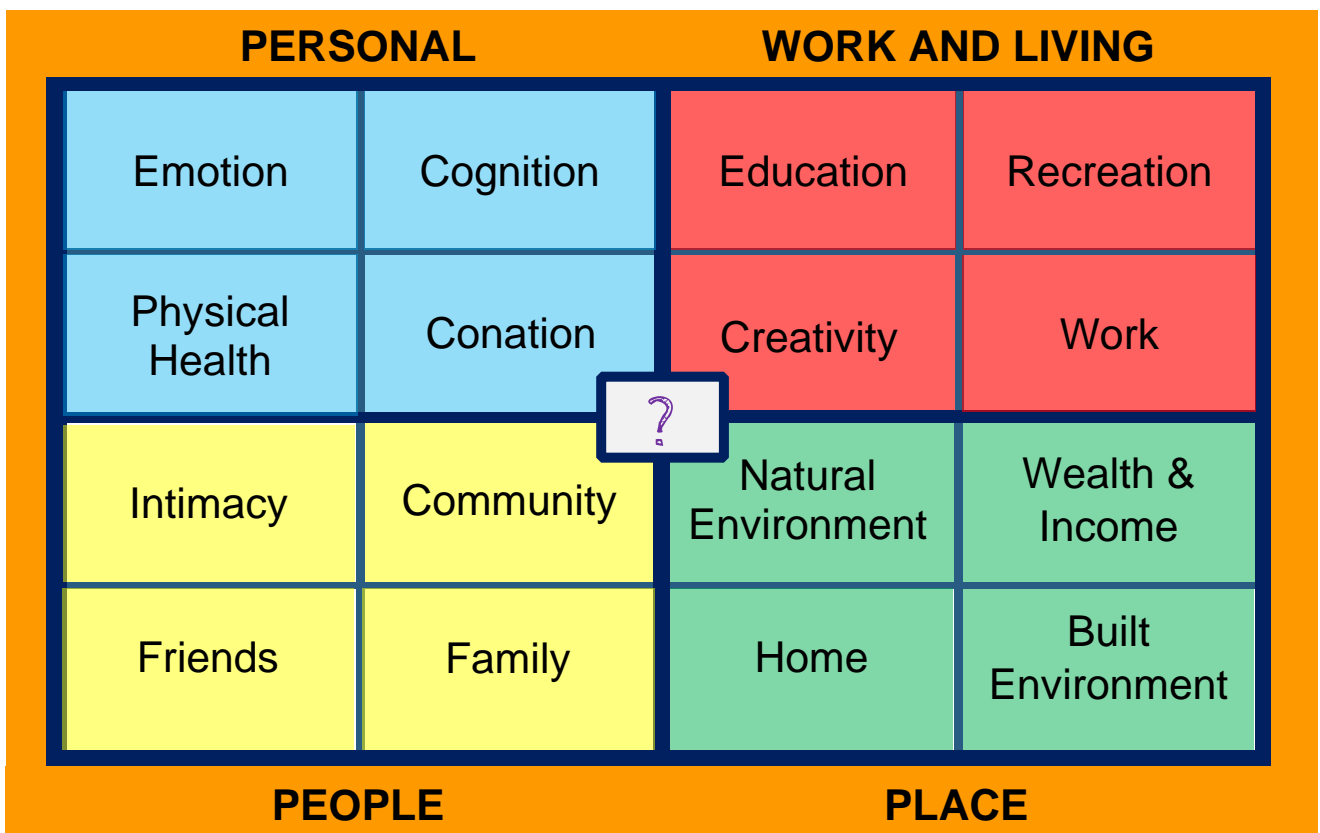 PERSONAL
WORK AND LIVING
Emotion
Cognition
Education
Recreation
Physical
Health
Conation
Creativity
Work
?
Intimacy
Community
Natural
Environment
Wealth &
Income
Friends
Family
Home
Built
Environment
PEOPLE
PLACE